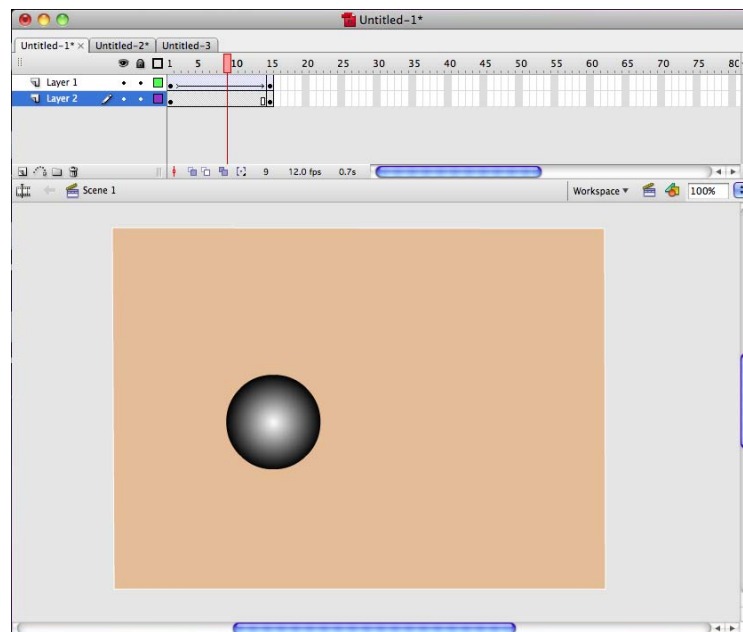 Untitled-1*
Untitled-1* Untitled-2* Untitled-3
1 5 10 15 20 25 30 35 40 45 50 55 60 65 70 75 80
Layer 1
Layer 2
9 12.0 fps 0.7s
Scene 1 Workspace 100%